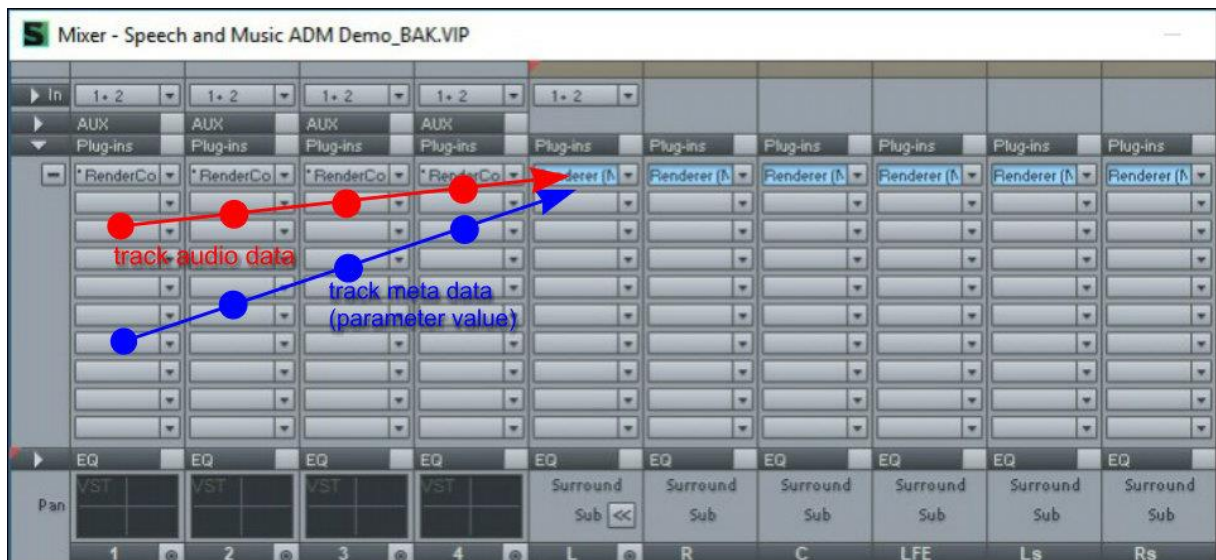 S Mixer - Speech and Music ADM Demo_BAK.VIP
In 1+ 2 1+ 2 1+ 2 1+ 2 1+ 2
AUX AUX AUX AUX
Plug-ins Plug-ins Plug-ins Plug-ins Plug-ins Plug-ins Plug-ins Plug-ins Plug-ins Plug-ins
*RenderCo *RenderCo *RenderCo *RenderCo derer (N Renderer (N Renderer (N Renderer (N Renderer (N Renderer (N
track audio data
track meta data
(parameter value)
EQ EQ EQ EQ EQ EQ EQ EQ EQ EQ
VST VST VST VST Surround Surround Surround Surround Surround Surround
Pan Sub << Sub Sub Sub Sub Sub
1 2 3 4 L R C LFE Ls Rs